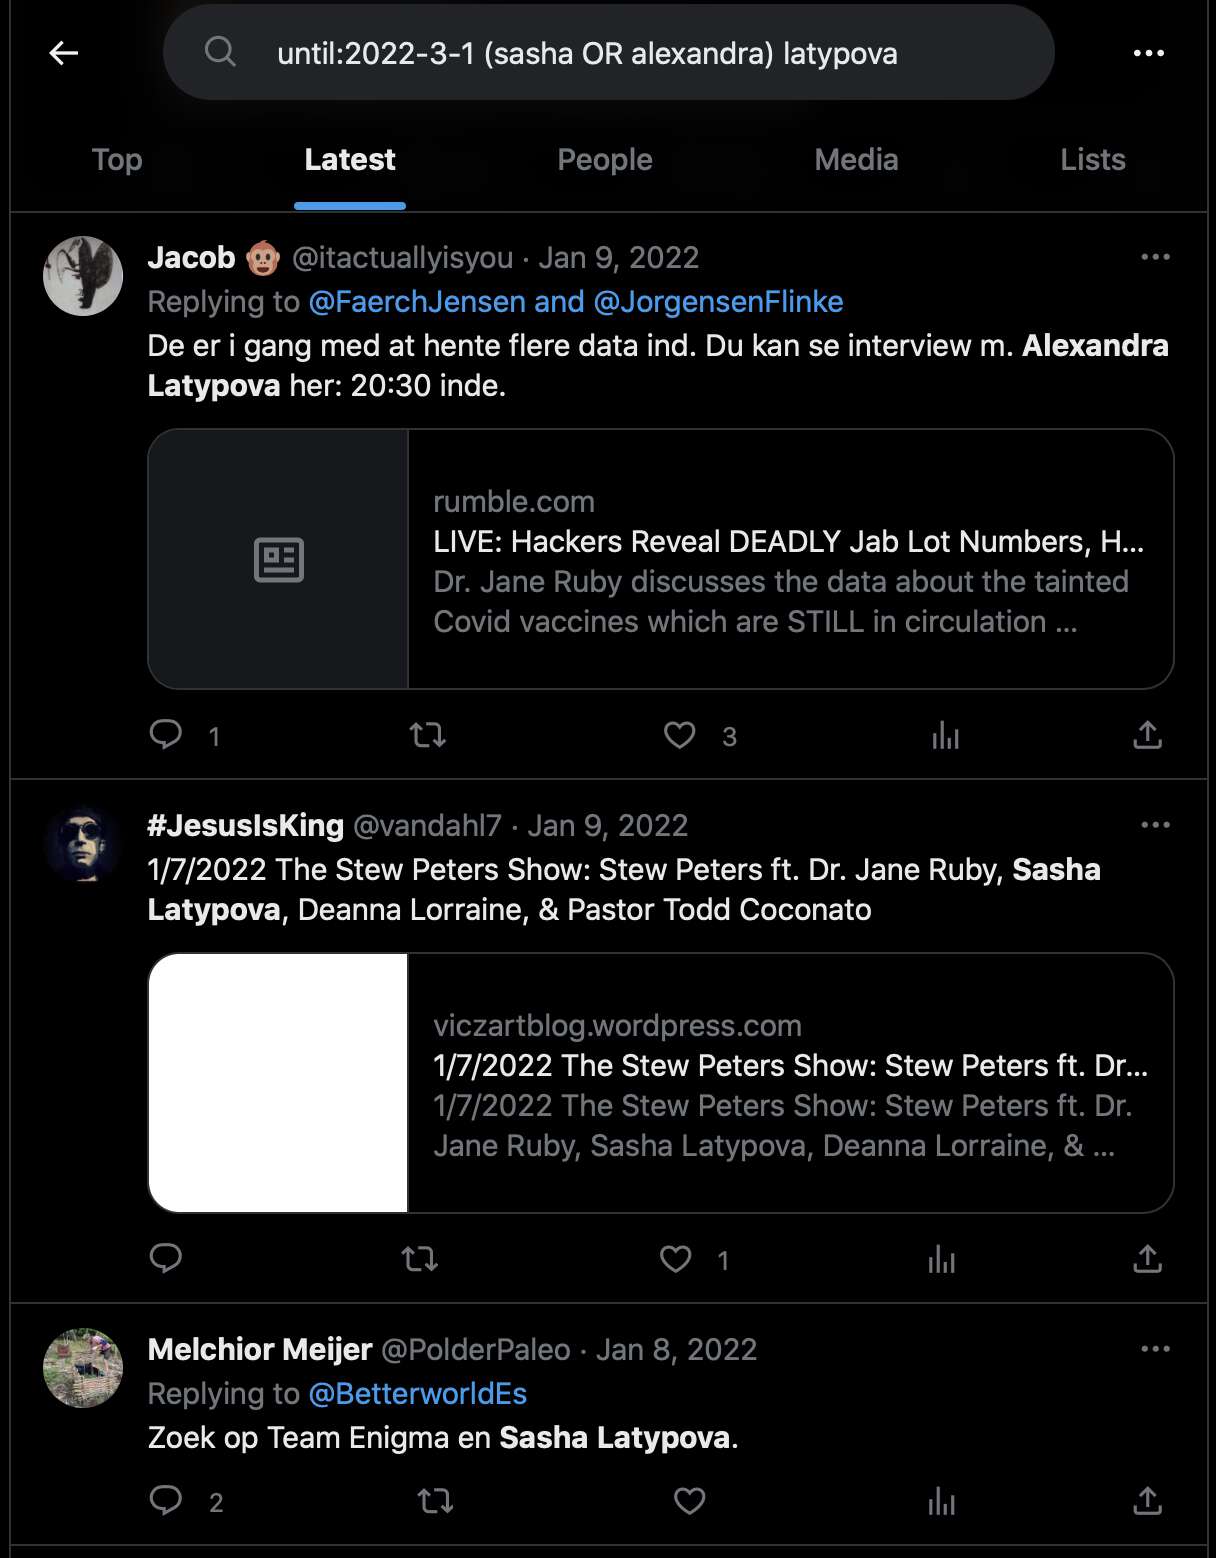 until:2022-3-1 (sasha OR alexandra) latypova
Top Latest People Media Lists
Jacob 🐵 @itactuallyisyou · Jan 9, 2022
Replying to @FaerchJensen and @JorgensenFlinke
De er i gang med at hente flere data ind. Du kan se interview m. Alexandra
Latypova her: 20:30 inde.
rumble.com
LIVE: Hackers Reveal DEADLY Jab Lot Numbers, H...
Dr. Jane Ruby discusses the data about the tainted
Covid vaccines which are STILL in circulation ...
1 3
#JesusIsKing @vandahl7 · Jan 9, 2022
1/7/2022 The Stew Peters Show: Stew Peters ft. Dr. Jane Ruby, Sasha
Latypova, Deanna Lorraine, & Pastor Todd Coconato
viczartblog.wordpress.com
1/7/2022 The Stew Peters Show: Stew Peters ft. Dr...
1/7/2022 The Stew Peters Show: Stew Peters ft. Dr.
Jane Ruby, Sasha Latypova, Deanna Lorraine, & ...
1
Melchior Meijer @PolderPaleo · Jan 8, 2022
Replying to @BetterworldEs
Zoek op Team Enigma en Sasha Latypova.
2